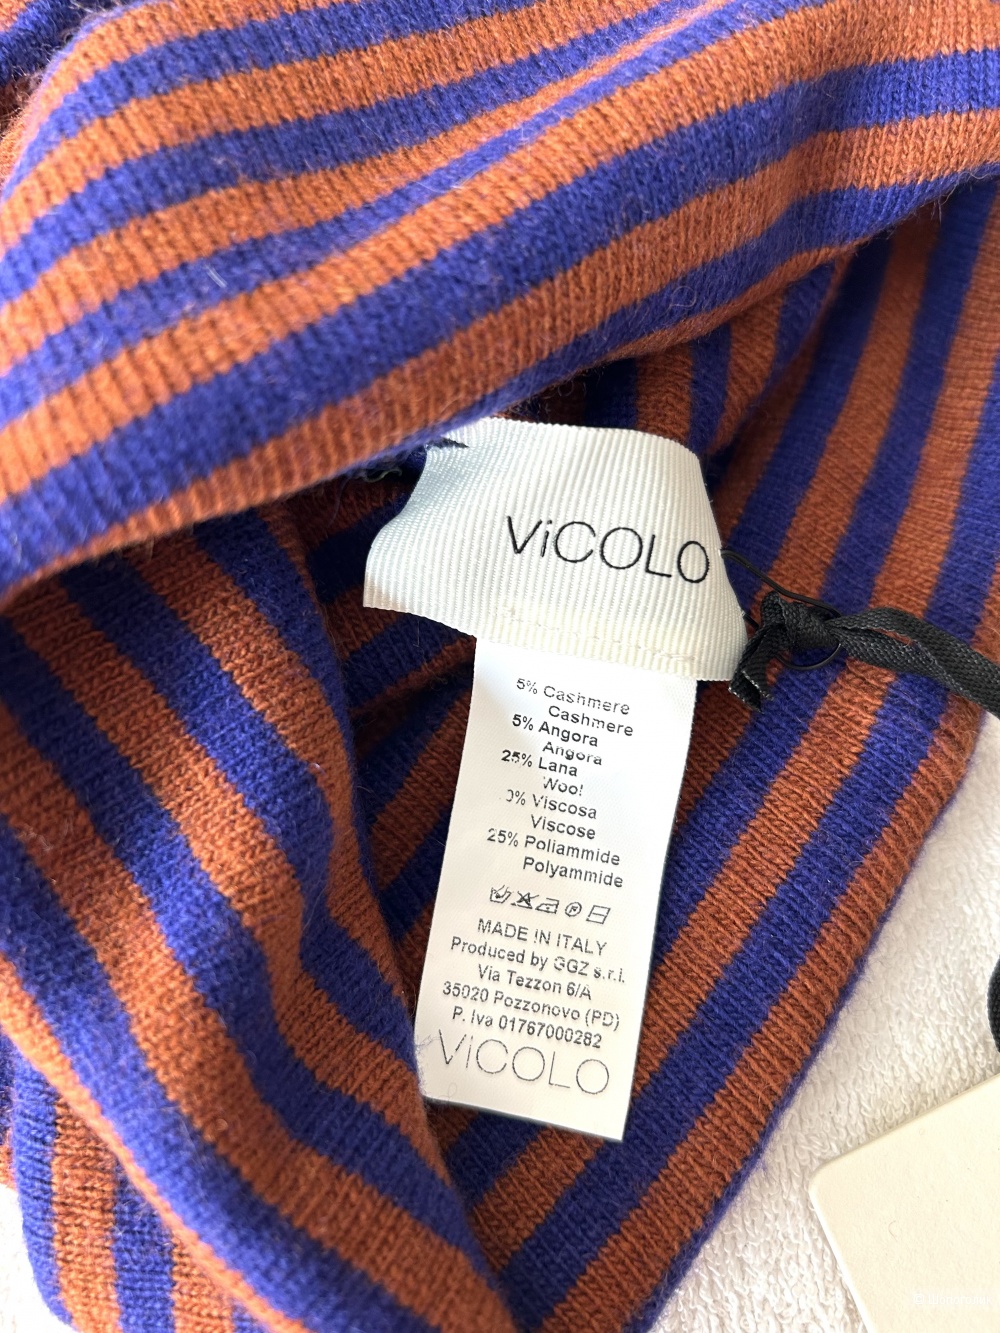 ViCOLO
5% Cashmere
Cashmere
5% Angora
Angora
25% Lana
Wool
0% Viscosa
Viscose
25% Poliammide
Polyammide
MADE IN ITALY
Produced by GGZ s.r.l.
Via Tezzon 6/A
35020 Pozzonovo (PD)
P. Iva 01767000282
ViCOLO